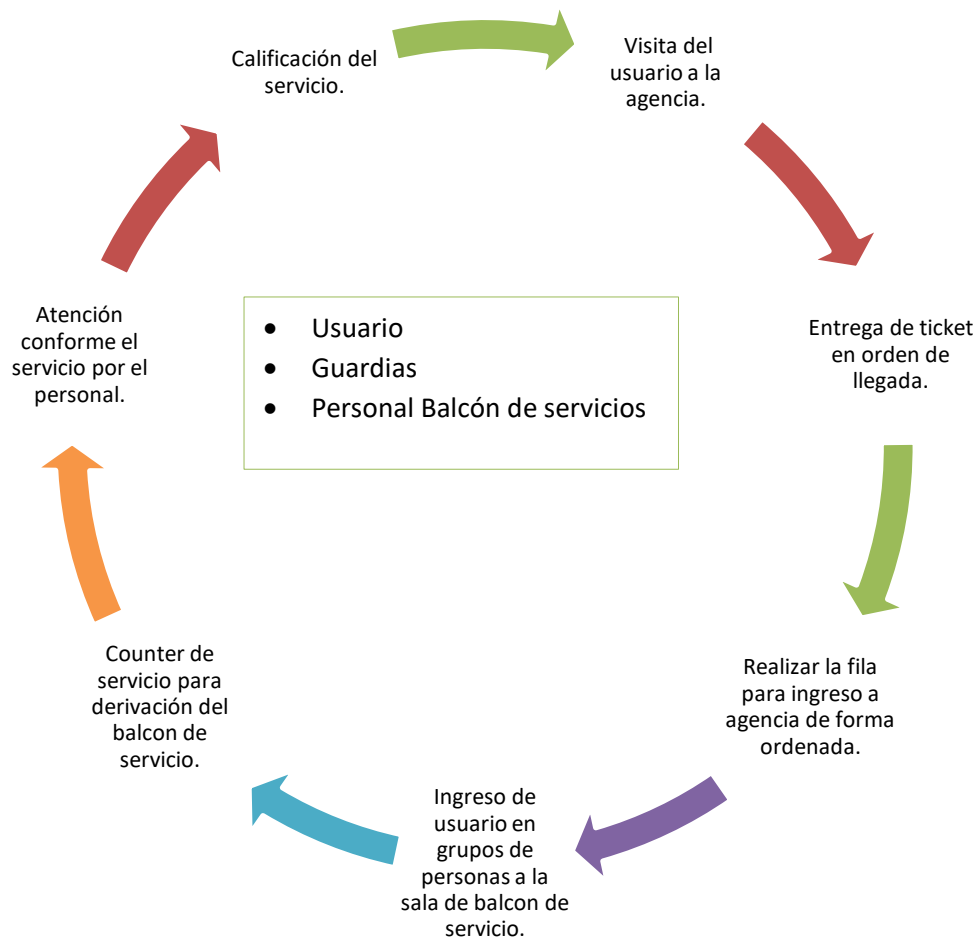 Calificación del
servicio.
Visita del
usuario a la
agencia.
Entrega de ticket
en orden de
llegada.
Realizar la fila
para ingreso a
agencia de forma
ordenada.
Ingreso de
usuario en
grupos de
personas a la
sala de balcon de
servicio.
Counter de
servicio para
derivación del
balcon de
servicio.
Atención
conforme el
servicio por el
personal.
• Usuario
• Guardias
• Personal Balcón de servicios